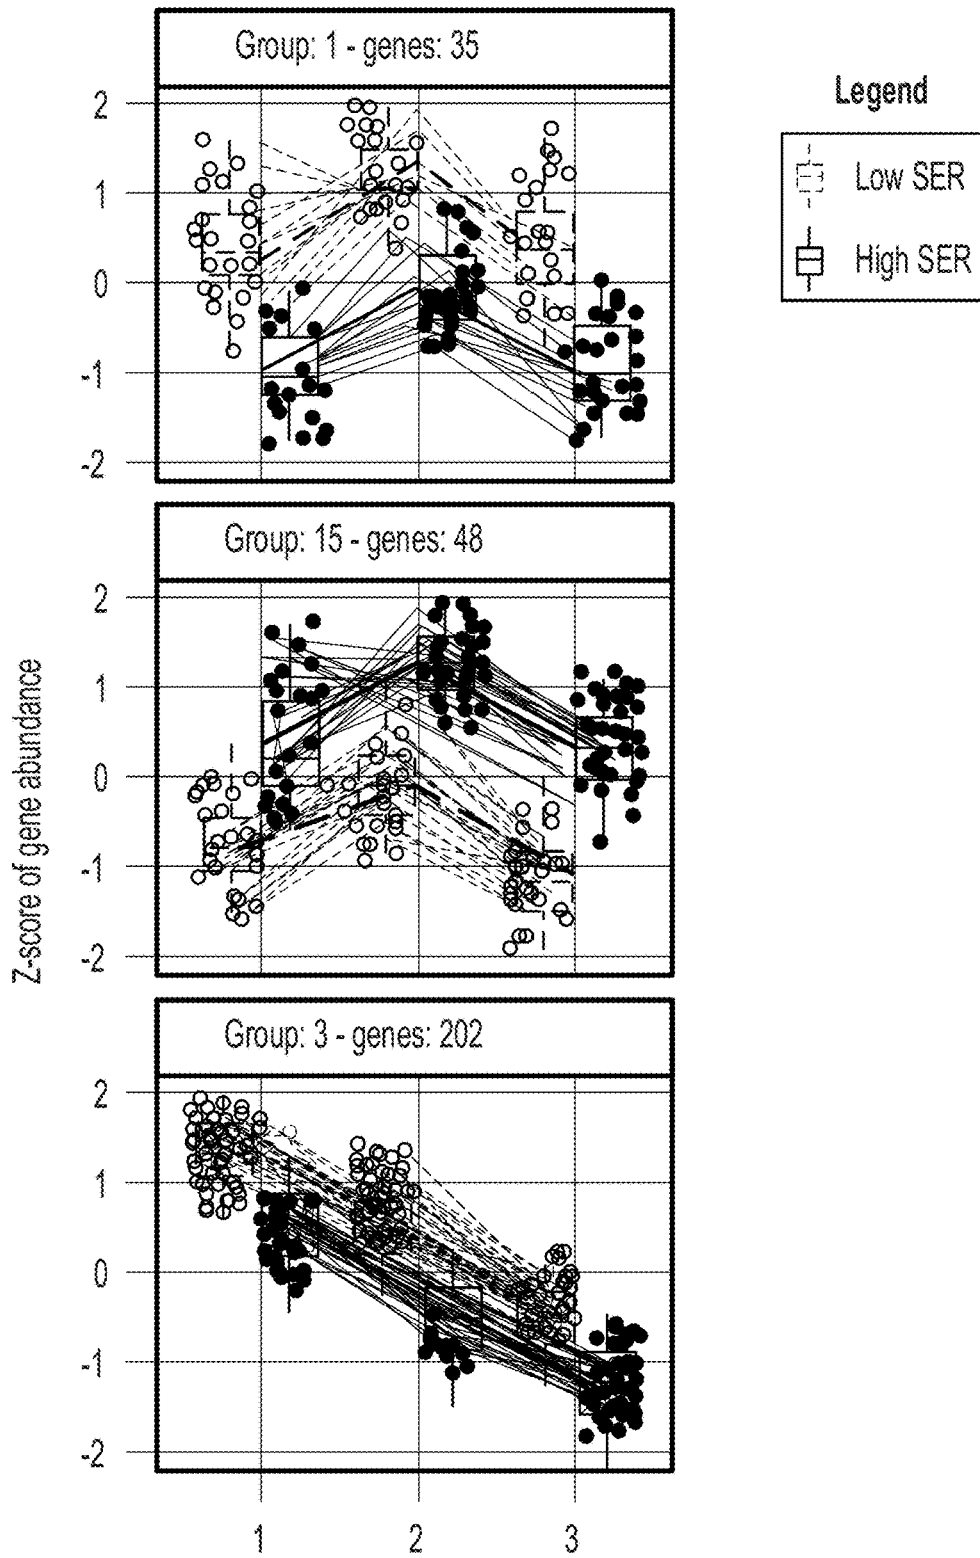 Group: 1 - genes: 35
2
1
0
-1
-2
Legend
Low SER
High SER
Z-score of gene abundance
Group: 15 - genes: 48
2
1
0
-1
-2
Group: 3 - genes: 202
2
1
0
-1
-2
1 2 3